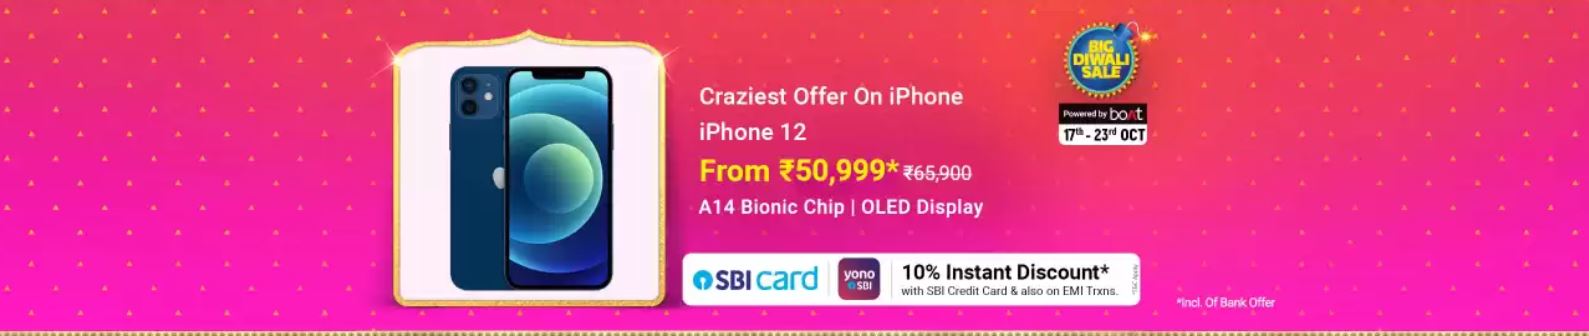 Craziest Offer On iPhone
iPhone 12
From ₹50,999* ₹65,900
A14 Bionic Chip | OLED Display
SBI card
yono
SBI
10% Instant Discount*
with SBI Credit Card & also on EMI Trxns.
*T&C Apply
BIG
DIWALI
SALE
Powered by boAt
17th - 23rd OCT
*Incl. Of Bank Offer